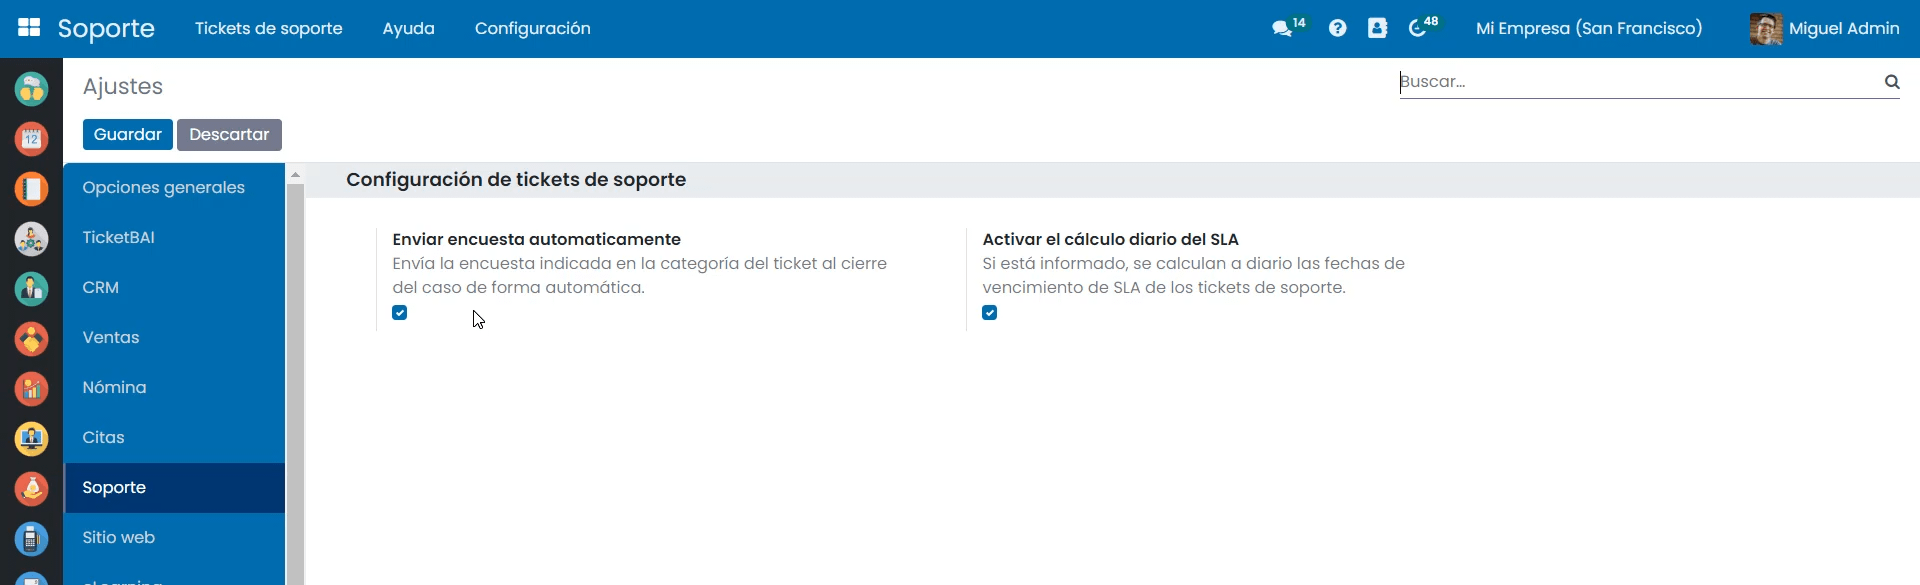 Soporte Tickets de soporte Ayuda Configuración 14 48 Mi Empresa (San Francisco) Miguel Admin
Ajustes
Buscar...
Guardar Descartar
Configuración de tickets de soporte
Opciones generales
TicketBAI
CRM
Ventas
Nómina
Citas
Soporte
Sitio web
eLearning
Enviar encuesta automaticamente
Envía la encuesta indicada en la categoría del ticket al cierre
del caso de forma automática.
Activar el cálculo diario del SLA
Si está informado, se calculan a diario las fechas de
vencimiento de SLA de los tickets de soporte.
12